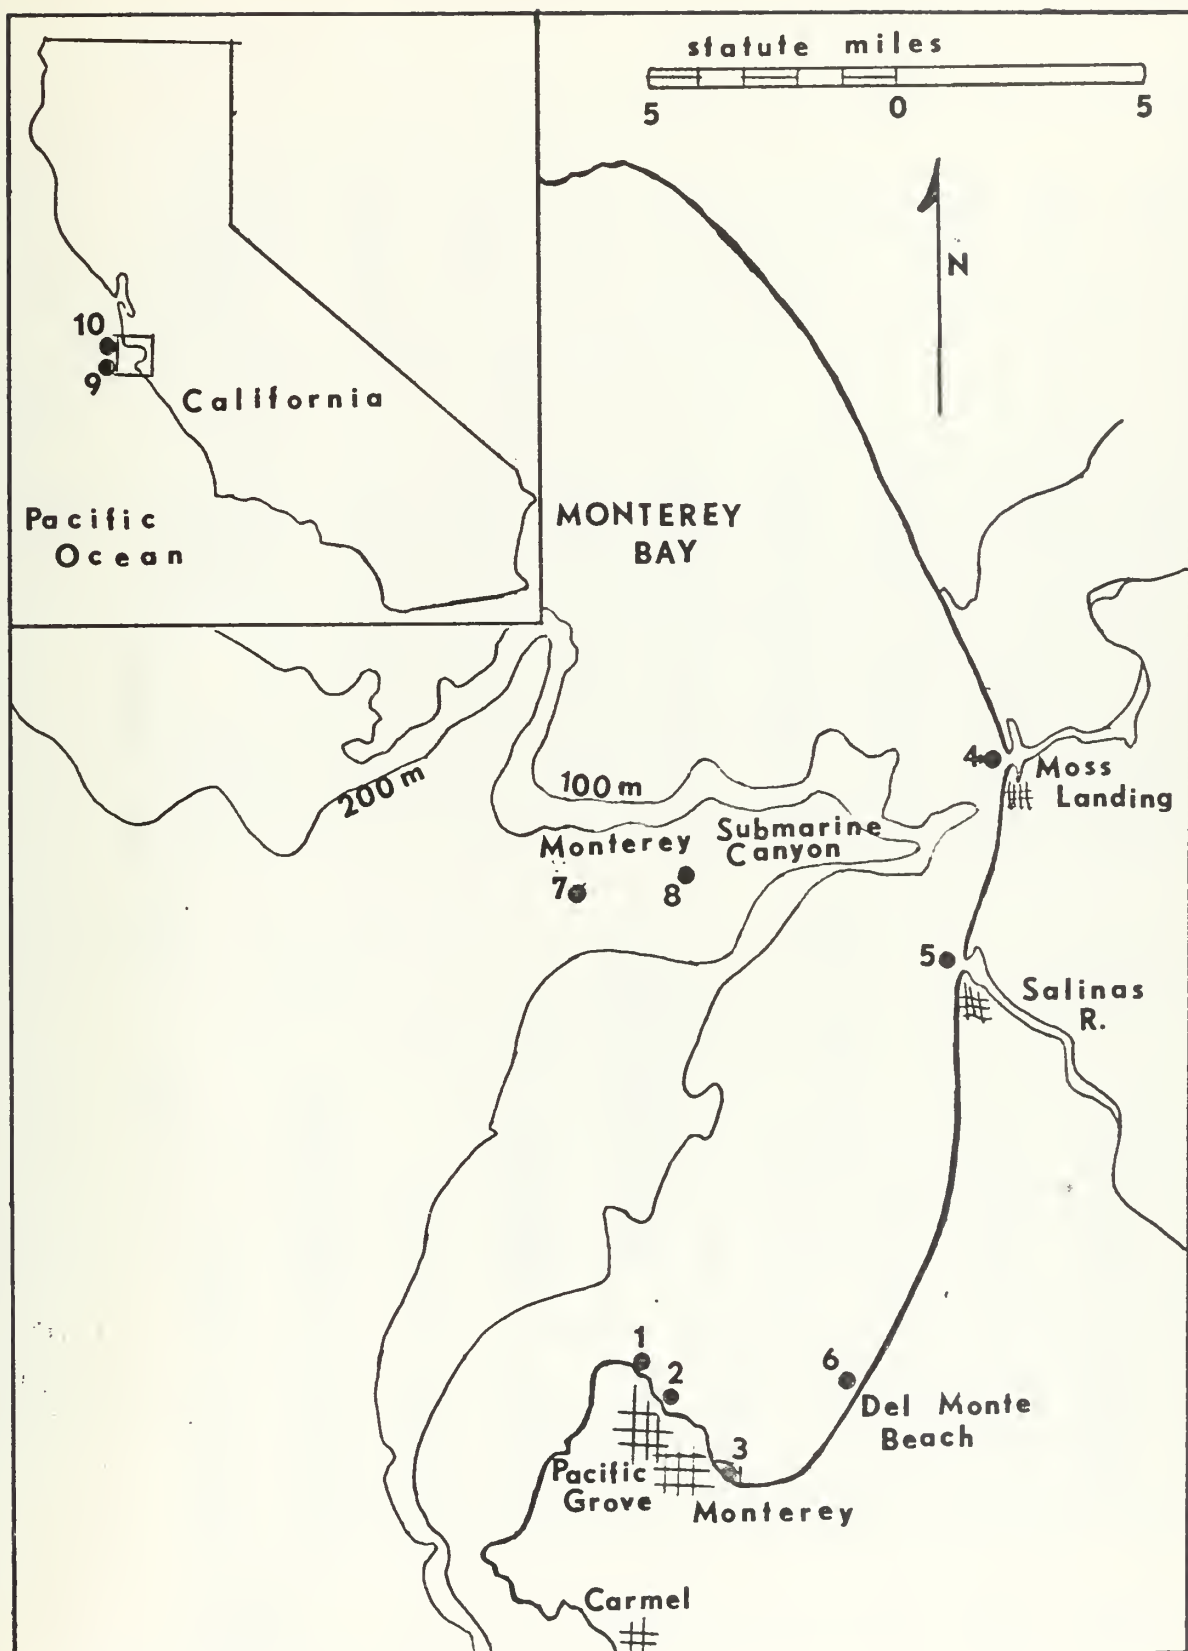 statute miles
5 0 5
N
10
9
California
Pacific
Ocean
MONTEREY
BAY
200 m
100 m
4
Moss
Landing
Monterey Submarine
Canyon
7
8
5
Salinas
R.
1
2
6
Del Monte
Beach
3
Pacific
Grove
Monterey
Carmel